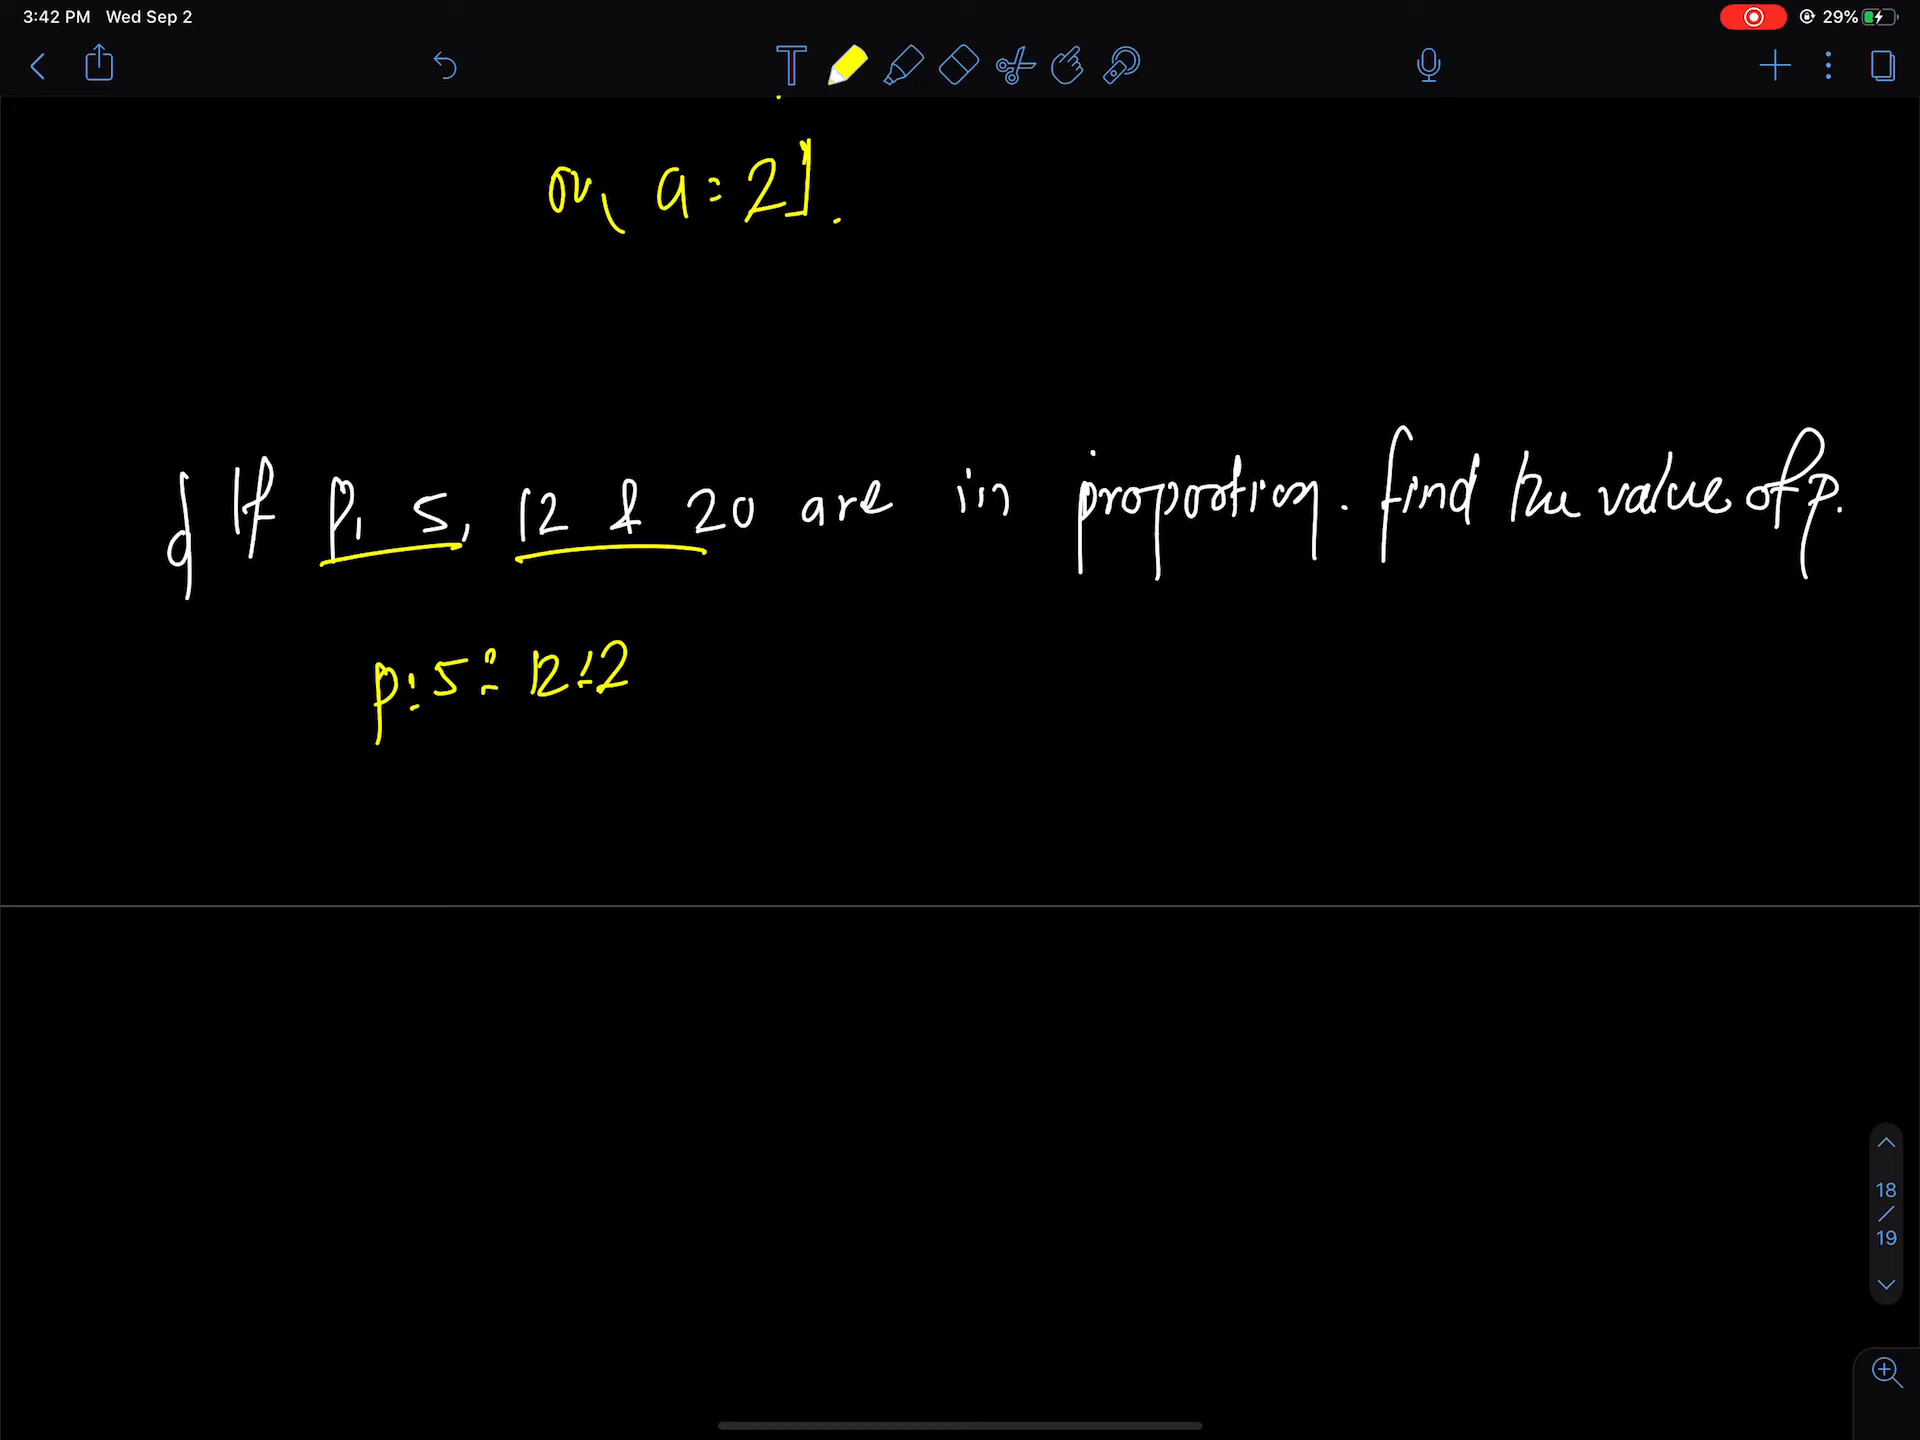 3:42 PM Wed Sep 2
29%
T
or, a=2].
d) If p, 5, 12 & 20 are in proportion. find the value of p.
p:5=12:2
18
/
19